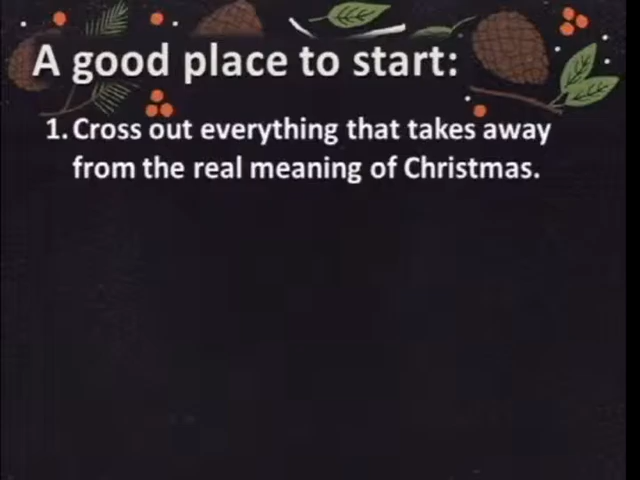 A good place to start:
1. Cross out everything that takes away
from the real meaning of Christmas.